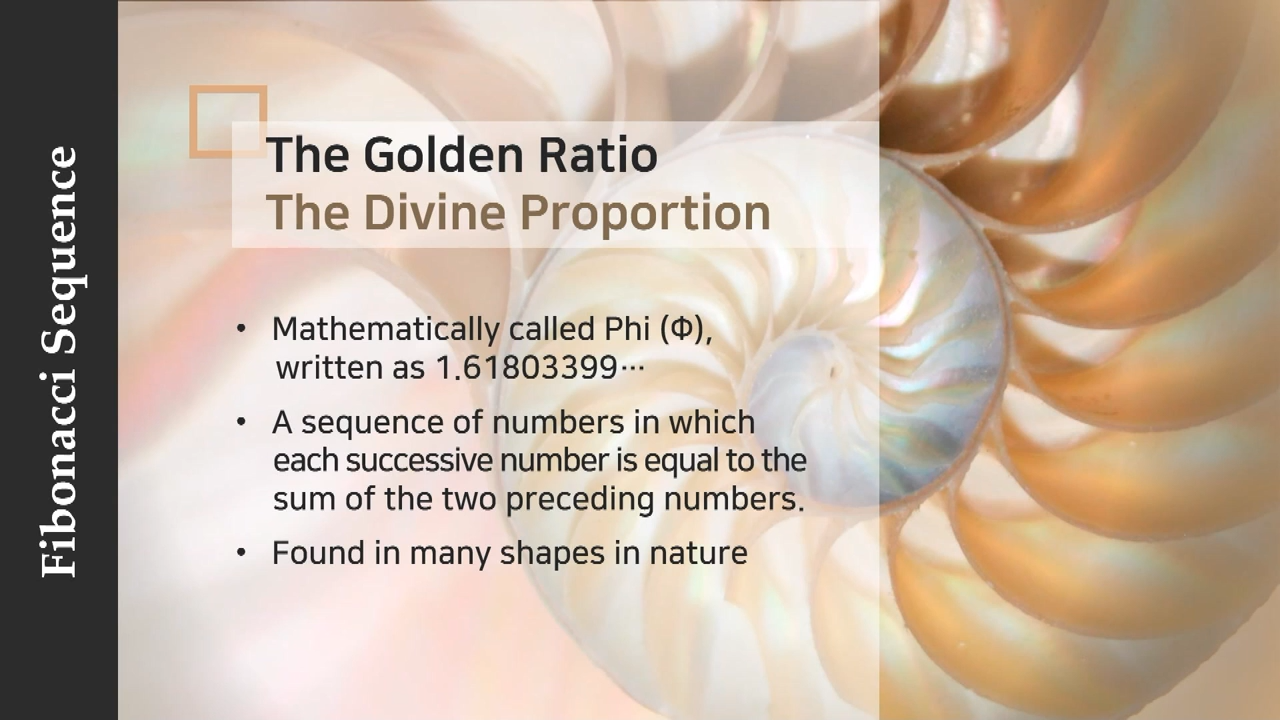 Fibonacci Sequence
The Golden Ratio
The Divine Proportion
• Mathematically called Phi (Φ),
written as 1.61803399···
• A sequence of numbers in which
each successive number is equal to the
sum of the two preceding numbers.
• Found in many shapes in nature